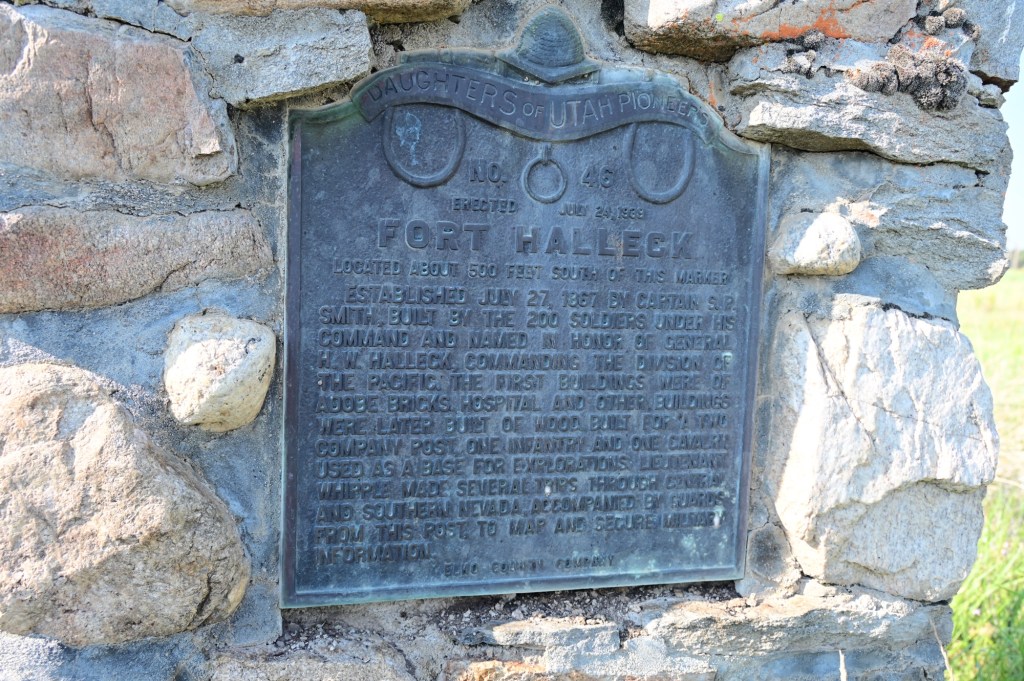 DAUGHTERS OF UTAH PIONEERS
NO. 46
ERECTED JULY 24, 1939
FORT HALLECK
LOCATED ABOUT 500 FEET SOUTH OF THIS MARKER
ESTABLISHED JULY 27, 1867 BY CAPTAIN S. P.
SMITH, BUILT BY THE 200 SOLDIERS UNDER HIS
COMMAND AND NAMED IN HONOR OF GENERAL
H. W. HALLECK, COMMANDING THE DIVISION OF
THE PACIFIC. THE FIRST BUILDINGS WERE OF
ADOBE BRICKS. HOSPITAL AND OTHER BUILDINGS
WERE LATER BUILT OF WOOD. BUILT FOR A TWO
COMPANY POST, ONE INFANTRY AND ONE CAVALRY.
USED AS A BASE FOR EXPLORATIONS. LIEUTENANT
WHIPPLE MADE SEVERAL TRIPS THROUGH CENTRAL
AND SOUTHERN NEVADA, ACCOMPANIED BY GUARDS
FROM THIS POST, TO MAP AND SECURE MILITARY
INFORMATION.
ELKO COUNTY COMPANY